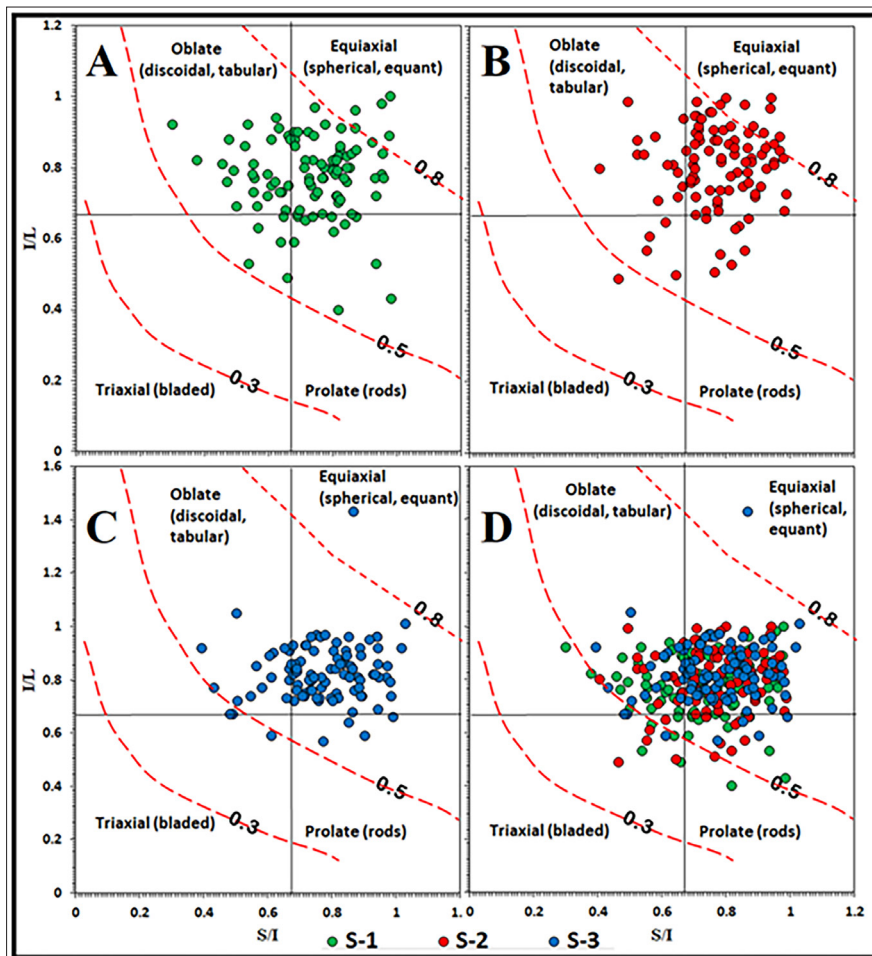 1.2
1
0.8
0.6
0.4
0.2
0
I/L
A
Oblate
(discoidal, tabular)
Equiaxial
(spherical, equant)
0.8
0.5
0.3
Triaxial (bladed)
Prolate (rods)
B
Oblate
(discoidal,
tabular)
Equiaxial
(spherical, equant)
0.8
0.5
0.3
Triaxial (bladed)
Prolate (rods)
1.6
1.4
1.2
1
0.8
0.6
0.4
0.2
0
I/L
C
Oblate
(discoidal,
tabular)
Equiaxial
(spherical, equant)
0.8
0.5
0.3
Triaxial (bladed)
Prolate (rods)
0 0.2 0.4 0.6 0.8 1 1.
S/I
D
Oblate
(discoidal, tabular)
Equiaxial
(spherical,
equant)
0.8
0.5
0.3
Triaxial (bladed)
Prolate (rods)
0 0.2 0.4 0.6 0.8 1 1.2
S/I
S-1 S-2 S-3